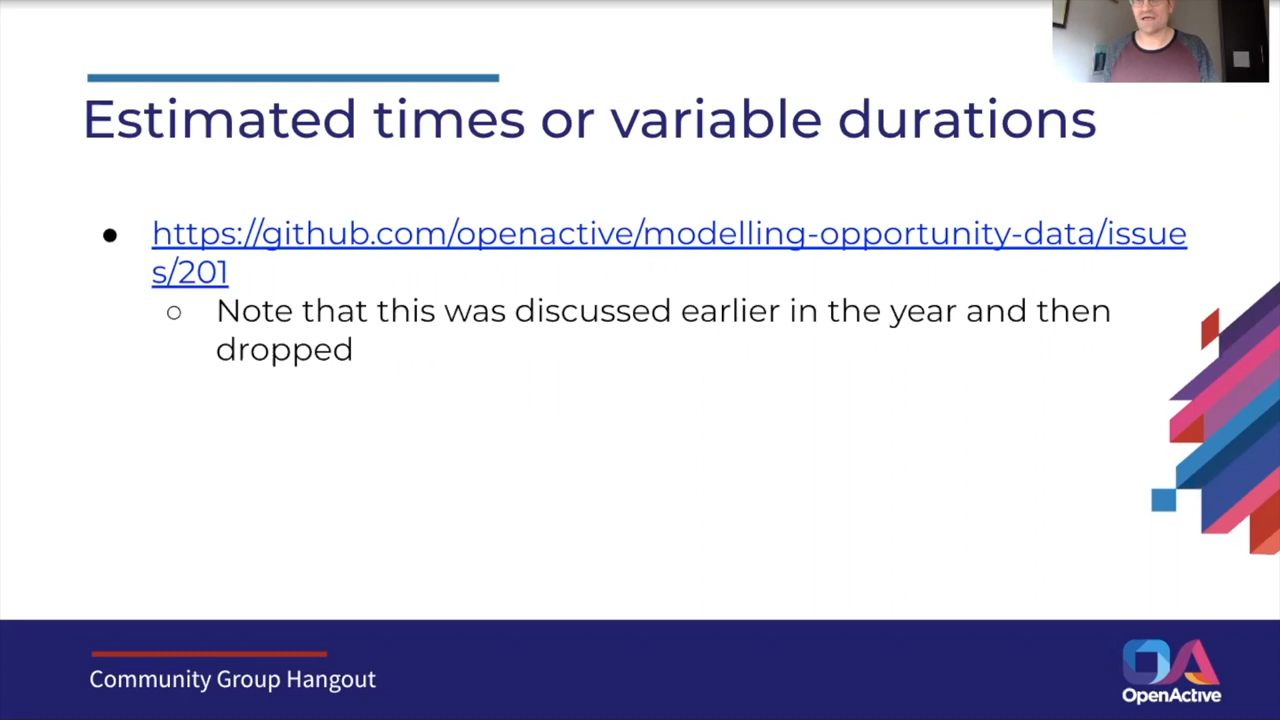 Estimated times or variable durations
● https://github.com/openactive/modelling-opportunity-data/issue
s/201
○ Note that this was discussed earlier in the year and then
dropped
Community Group Hangout
OA
OpenActive